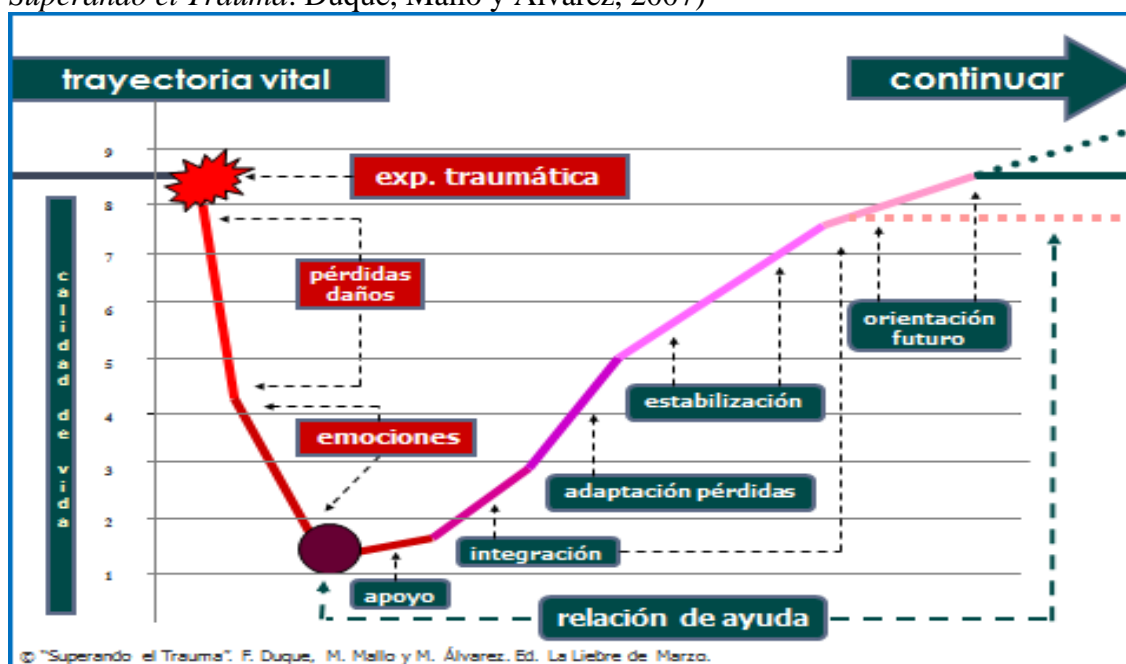 Superando el Trauma. Duque, Mallo y Álvarez, 2007)
trayectoria vital
continuar
9
8
7
6
5
4
3
2
1
calidad de vida
exp. traumática
pérdidas
daños
emociones
orientación
futuro
estabilización
adaptación pérdidas
integración
apoyo
relación de ayuda
© "Superando el Trauma". F. Duque, M. Mallo y M. Álvarez. Ed. La Liebre de Marzo.